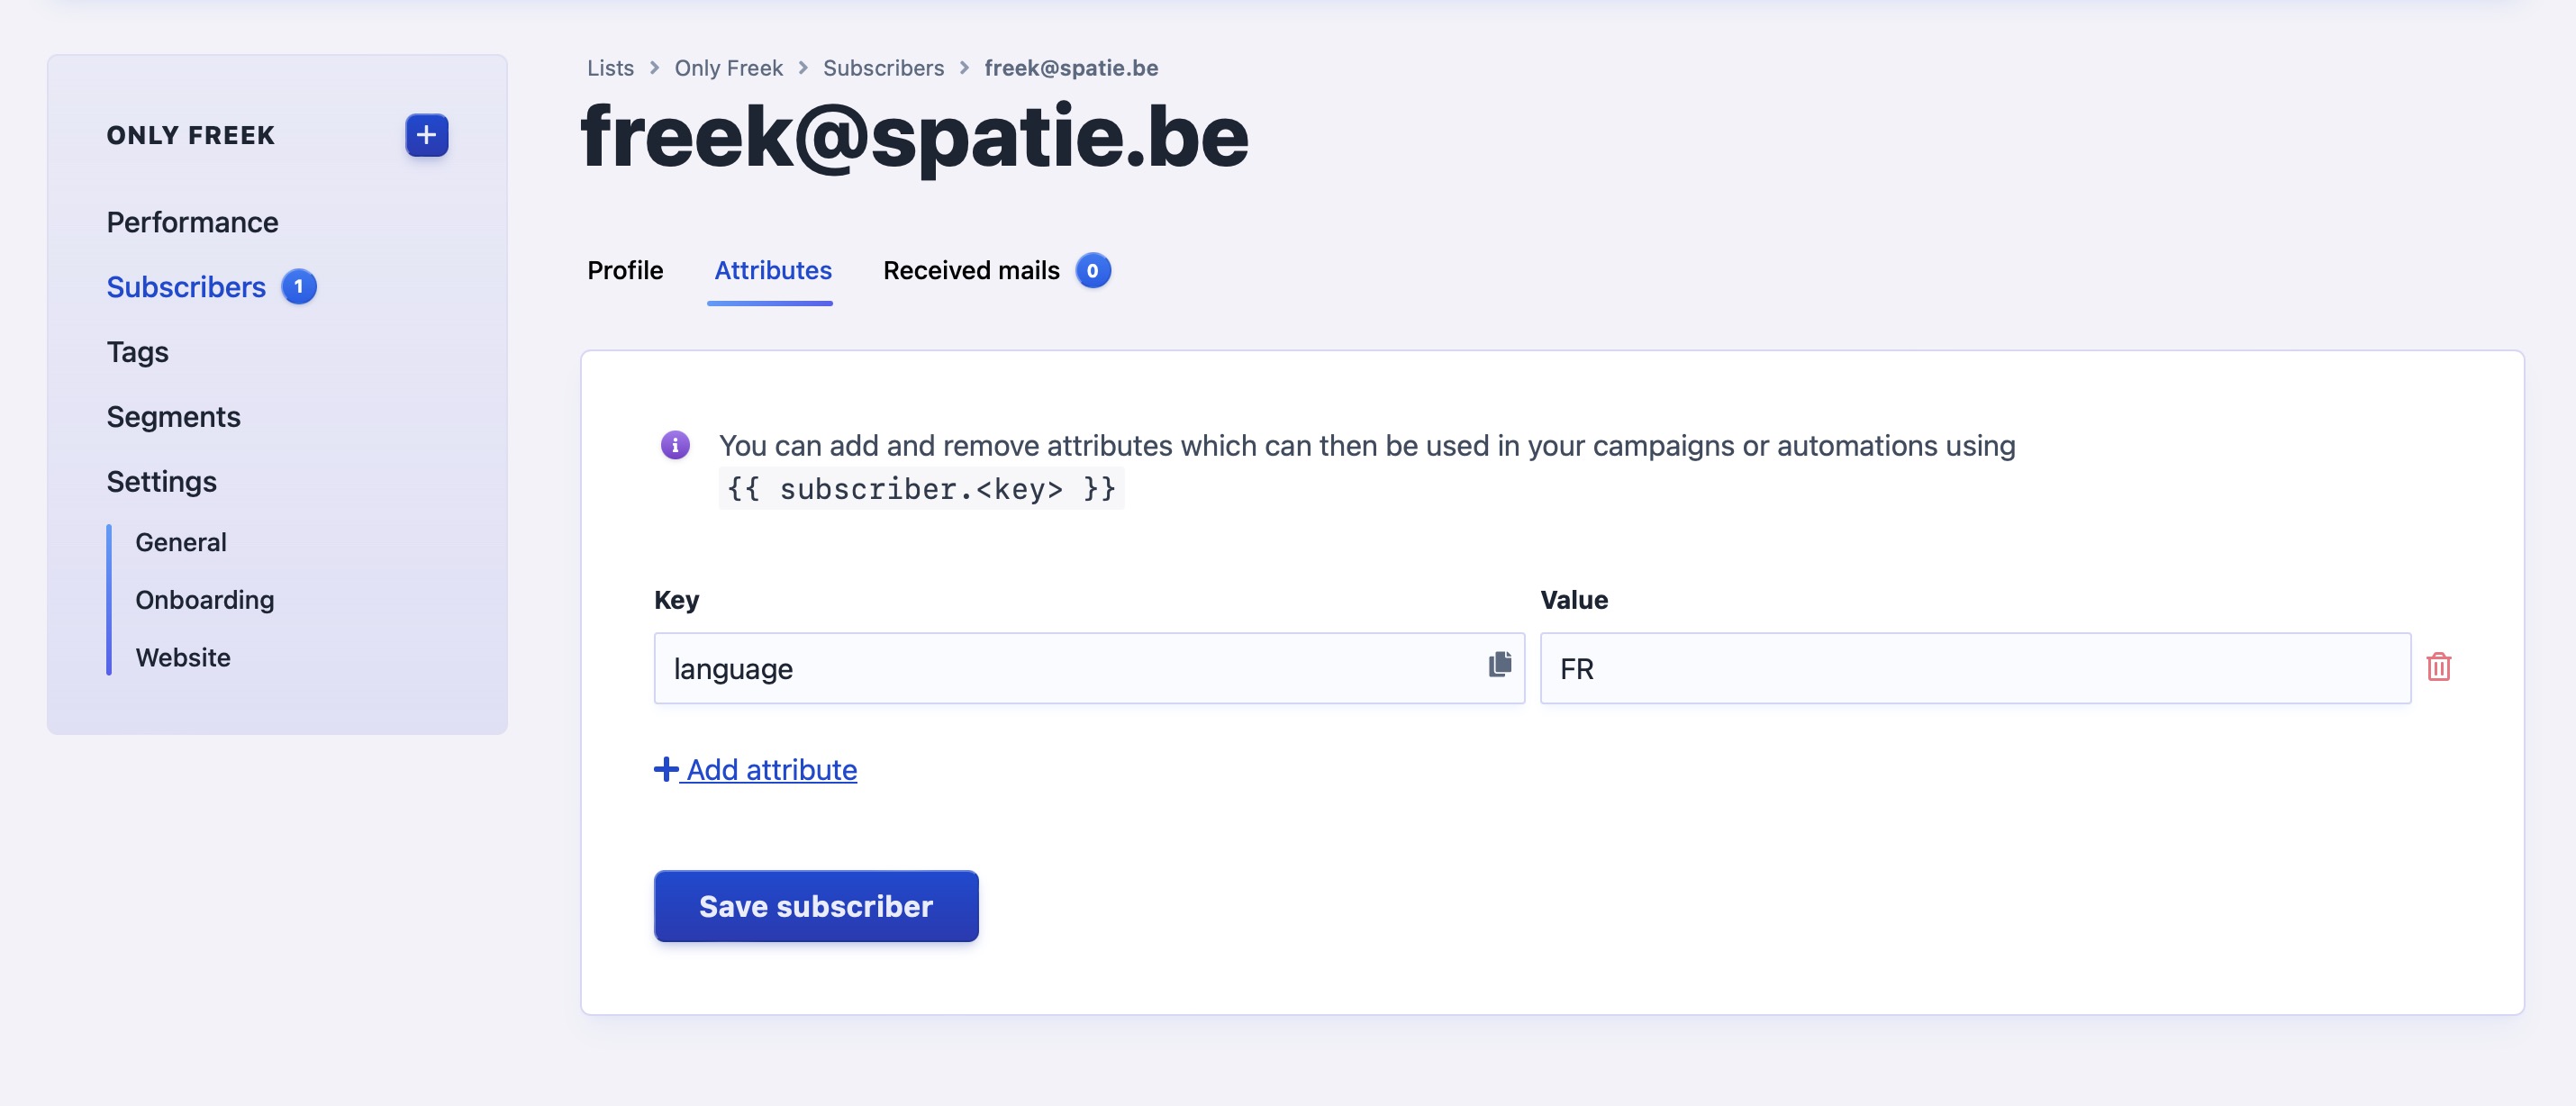 ONLY FREEK
Performance
Subscribers 1
Tags
Segments
Settings
General
Onboarding
Website
Lists > Only Freek > Subscribers > freek@spatie.be
freek@spatie.be
Profile Attributes Received mails 0
You can add and remove attributes which can then be used in your campaigns or automations using
{{ subscriber.<key> }}
Key Value
language FR
Add attribute
Save subscriber